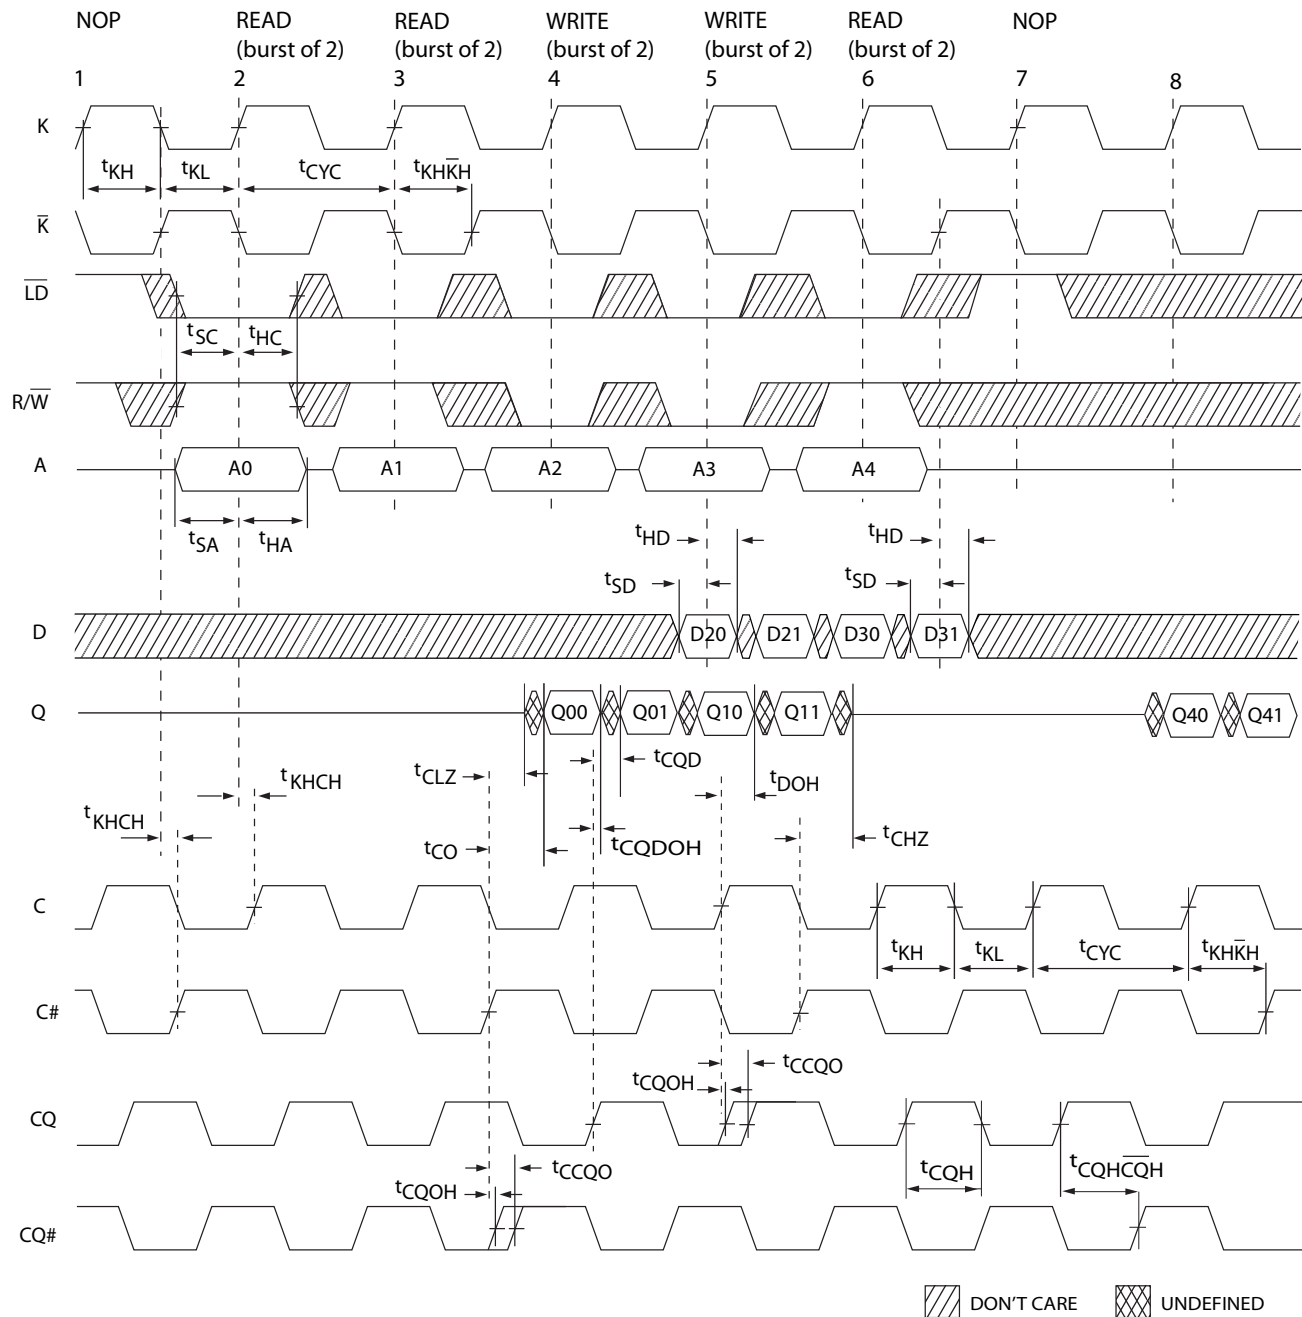 NOP READ READ WRITE WRITE READ NOP
(burst of 2) (burst of 2) (burst of 2) (burst of 2) (burst of 2)
1 2 3 4 5 6 7 8
K
tKH tKL tCYC tKHK̅H
K̅
L̅D̅
tSC tHC
R/W̅
A A0 A1 A2 A3 A4
tSA tHA tHD tHD
tSD tSD
D D20 D21 D30 D31
Q Q00 Q01 Q10 Q11 Q40 Q41
tCLZ tCQD
tKHCH tDOH
tKHCH tCO tCQDOH tCHZ
C
tKH tKL tCYC tKHK̅H
C#
tCQOH tCCQO
CQ
tCQOH tCCQO tCQH tCQHC̅Q̅H
CQ#
DON'T CARE UNDEFINED